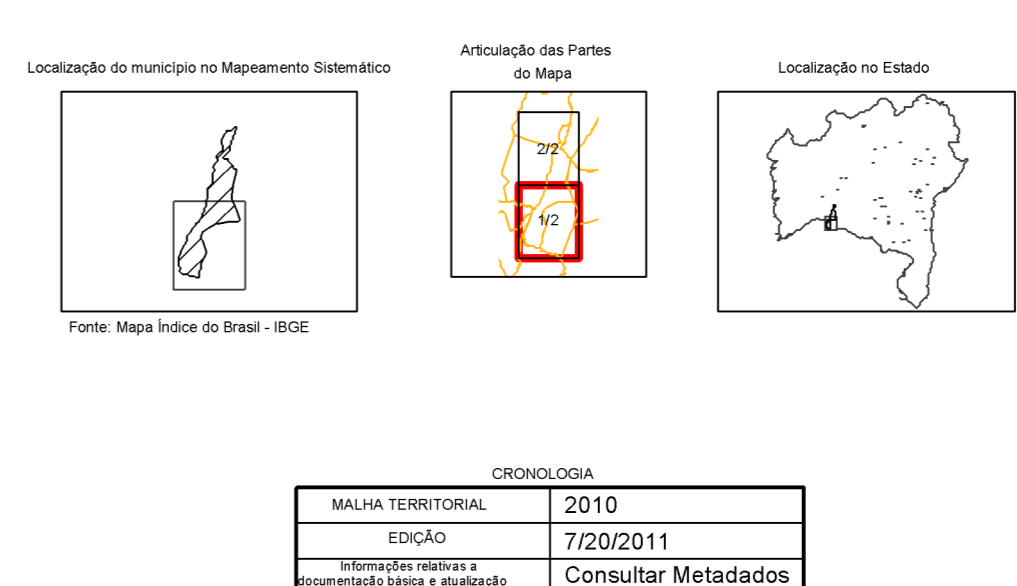 Localização do município no Mapeamento Sistemático
Articulação das Partes
do Mapa
Localização no Estado
2/2
1/2
Fonte: Mapa Índice do Brasil - IBGE
CRONOLOGIA
MALHA TERRITORIAL 2010
EDIÇÃO 7/20/2011
Informações relativas a
documentação básica e atualização
Consultar Metadados